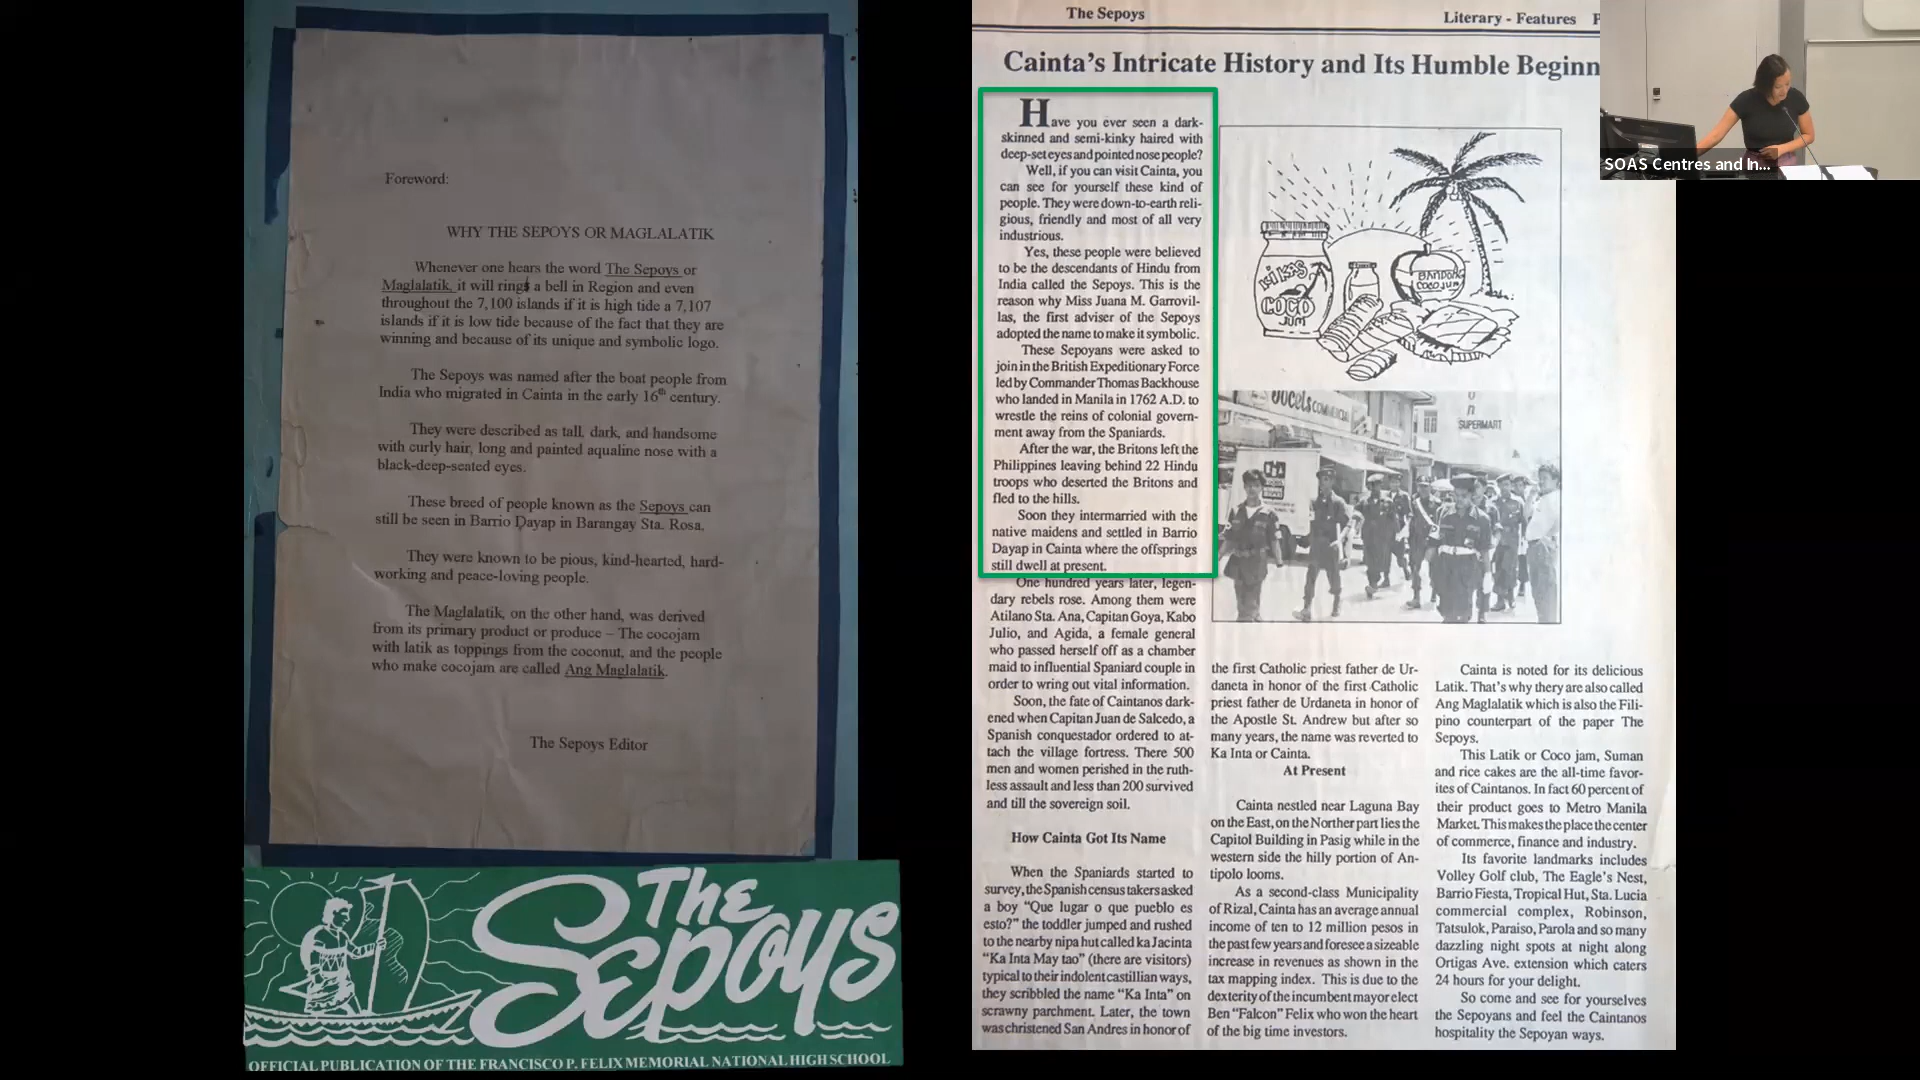 Foreword:
WHY THE SEPOYS OR MAGLALATIK
Whenever one hears the word The Sepoys or
Maglalatik, it will rings a bell in Region and even
throughout the 7,100 islands if it is high tide a 7,107
islands if it is low tide because of the fact that they are
winning and because of its unique and symbolic logo.
The Sepoys was named after the boat people from
India who migrated in Cainta in the early 16th century.
They were described as tall, dark, and handsome
with curly hair, long and painted aqualine nose with a
black-deep-seated eyes.
These breed of people known as the Sepoys can
still be seen in Barrio Dayap in Barangay Sta. Rosa.
They were known to be pious, kind-hearted, hard-
working and peace-loving people.
The Maglalatik, on the other hand, was derived
from its primary product or produce – The cocojam
with latik as toppings from the coconut, and the people
who make cocojam are called Ang Maglalatik.
The Sepoys Editor
The
Sepoys
OFFICIAL PUBLICATION OF THE FRANCISCO P. FELIX MEMORIAL NATIONAL HIGH SCHOOL
The Sepoys
Literary - Features
Cainta's Intricate History and Its Humble Beginn
Have you ever seen a dark-
skinned and semi-kinky haired with
deep-set eyes and pointed nose people?
Well, if you can visit Cainta, you
can see for yourself these kind of
people. They were down-to-earth reli-
gious, friendly and most of all very
industrious.
Yes, these people were believed
to be the descendants of Hindu from
India called the Sepoys. This is the
reason why Miss Juana M. Garrovil-
las, the first adviser of the Sepoys
adopted the name to make it symbolic.
These Sepoyans were asked to
join in the British Expeditionary Force
led by Commander Thomas Backhouse
who landed in Manila in 1762 A.D. to
wrestle the reins of colonial govern-
ment away from the Spaniards.
After the war, the Britons left the
Philippines leaving behind 22 Hindu
troops who deserted the Britons and
fled to the hills.
Soon they intermarried with the
native maidens and settled in Barrio
Dayap in Cainta where the offsprings
still dwell at present.
One hundred years later, legen-
dary rebels rose. Among them were
Atilano Sta. Ana, Capitan Goya, Kabo
Julio, and Agida, a female general
who passed herself off as a chamber
maid to influential Spaniard couple in
order to wring out vital information.
Soon, the fate of Caintanos dark-
ened when Capitan Juan de Salcedo, a
Spanish conquestador ordered to at-
tach the village fortress. There 500
men and women perished in the ruth-
less assault and less than 200 survived
and till the sovereign soil.
How Cainta Got Its Name
When the Spaniards started to
survey, the Spanish census takers asked
a boy "Que lugar o que pueblo es
esto?" the toddler jumped and rushed
to the nearby nipa hut called ka Jacinta
"Ka Inta May tao" (there are visitors)
typical to their indolent castillian ways,
they scribbled the name "Ka Inta" on
scrawny parchment. Later, the town
was christened San Andres in honor of
COCO
JUM
SUPERMART
the first Catholic priest father de Ur-
daneta in honor of the first Catholic
priest father de Urdaneta in honor of
the Apostle St. Andrew but after so
many years, the name was reverted to
Ka Inta or Cainta.
At Present
Cainta nestled near Laguna Bay
on the East, on the Norther part lies the
Capitol Building in Pasig while in the
western side the hilly portion of An-
tipolo looms.
As a second-class Municipality
of Rizal, Cainta has an average annual
income of ten to 12 million pesos in
the past few years and foresee a sizeable
increase in revenues as shown in the
tax mapping index. This is due to the
dexterity of the incumbent mayor elect
Ben "Falcon" Felix who won the heart
of the big time investors.
Cainta is noted for its delicious
Latik. That's why thery are also called
Ang Maglalatik which is also the Fili-
pino counterpart of the paper The
Sepoys.
This Latik or Coco jam, Suman
and rice cakes are the all-time favor-
ites of Caintanos. In fact 60 percent of
their product goes to Metro Manila
Market. This makes the place the center
of commerce, finance and industry.
Its favorite landmarks includes
Volley Golf club, The Eagle's Nest,
Barrio Fiesta, Tropical Hut, Sta. Lucia
commercial complex, Robinson,
Tatsulok, Paraiso, Parola and so many
dazzling night spots at night along
Ortigas Ave. extension which caters
24 hours for your delight.
So come and see for yourselves
the Sepoyans and feel the Caintanos
hospitality the Sepoyan ways.
SOAS Centres and In...